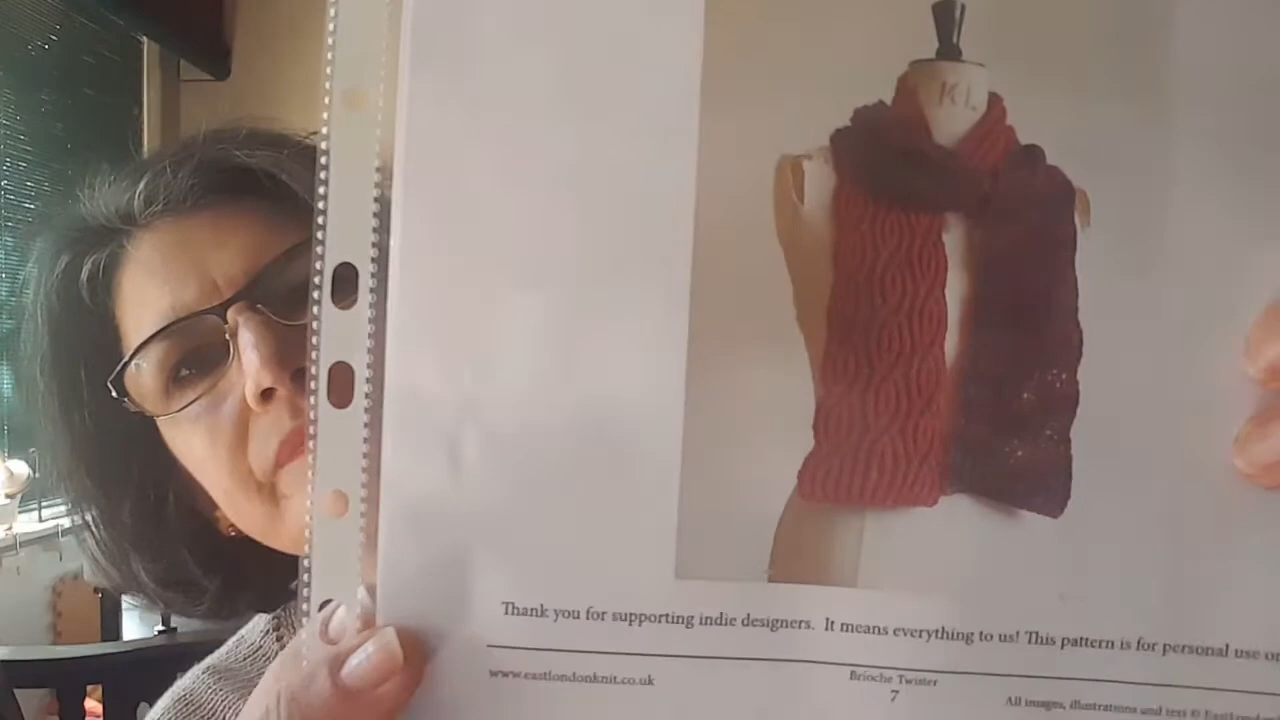 KL
Thank you for supporting indie designers. It means everything to us! This pattern is for personal use
www.eastlondonknit.co.uk
Brioche Twister
7
All images, illustrations and text ©